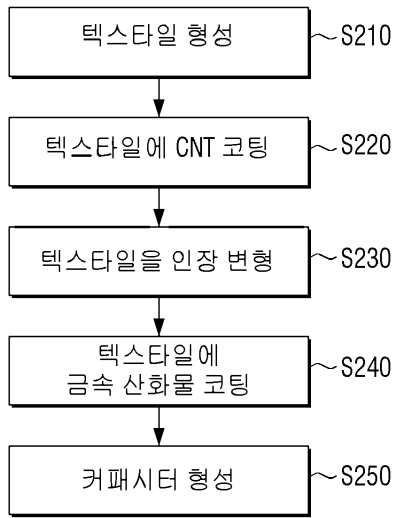 텍스타일 형성
S210
텍스타일에 CNT 코팅
S220
텍스타일을 인장 변형
S230
텍스타일에
금속 산화물 코팅
S240
커패시터 형성
S250